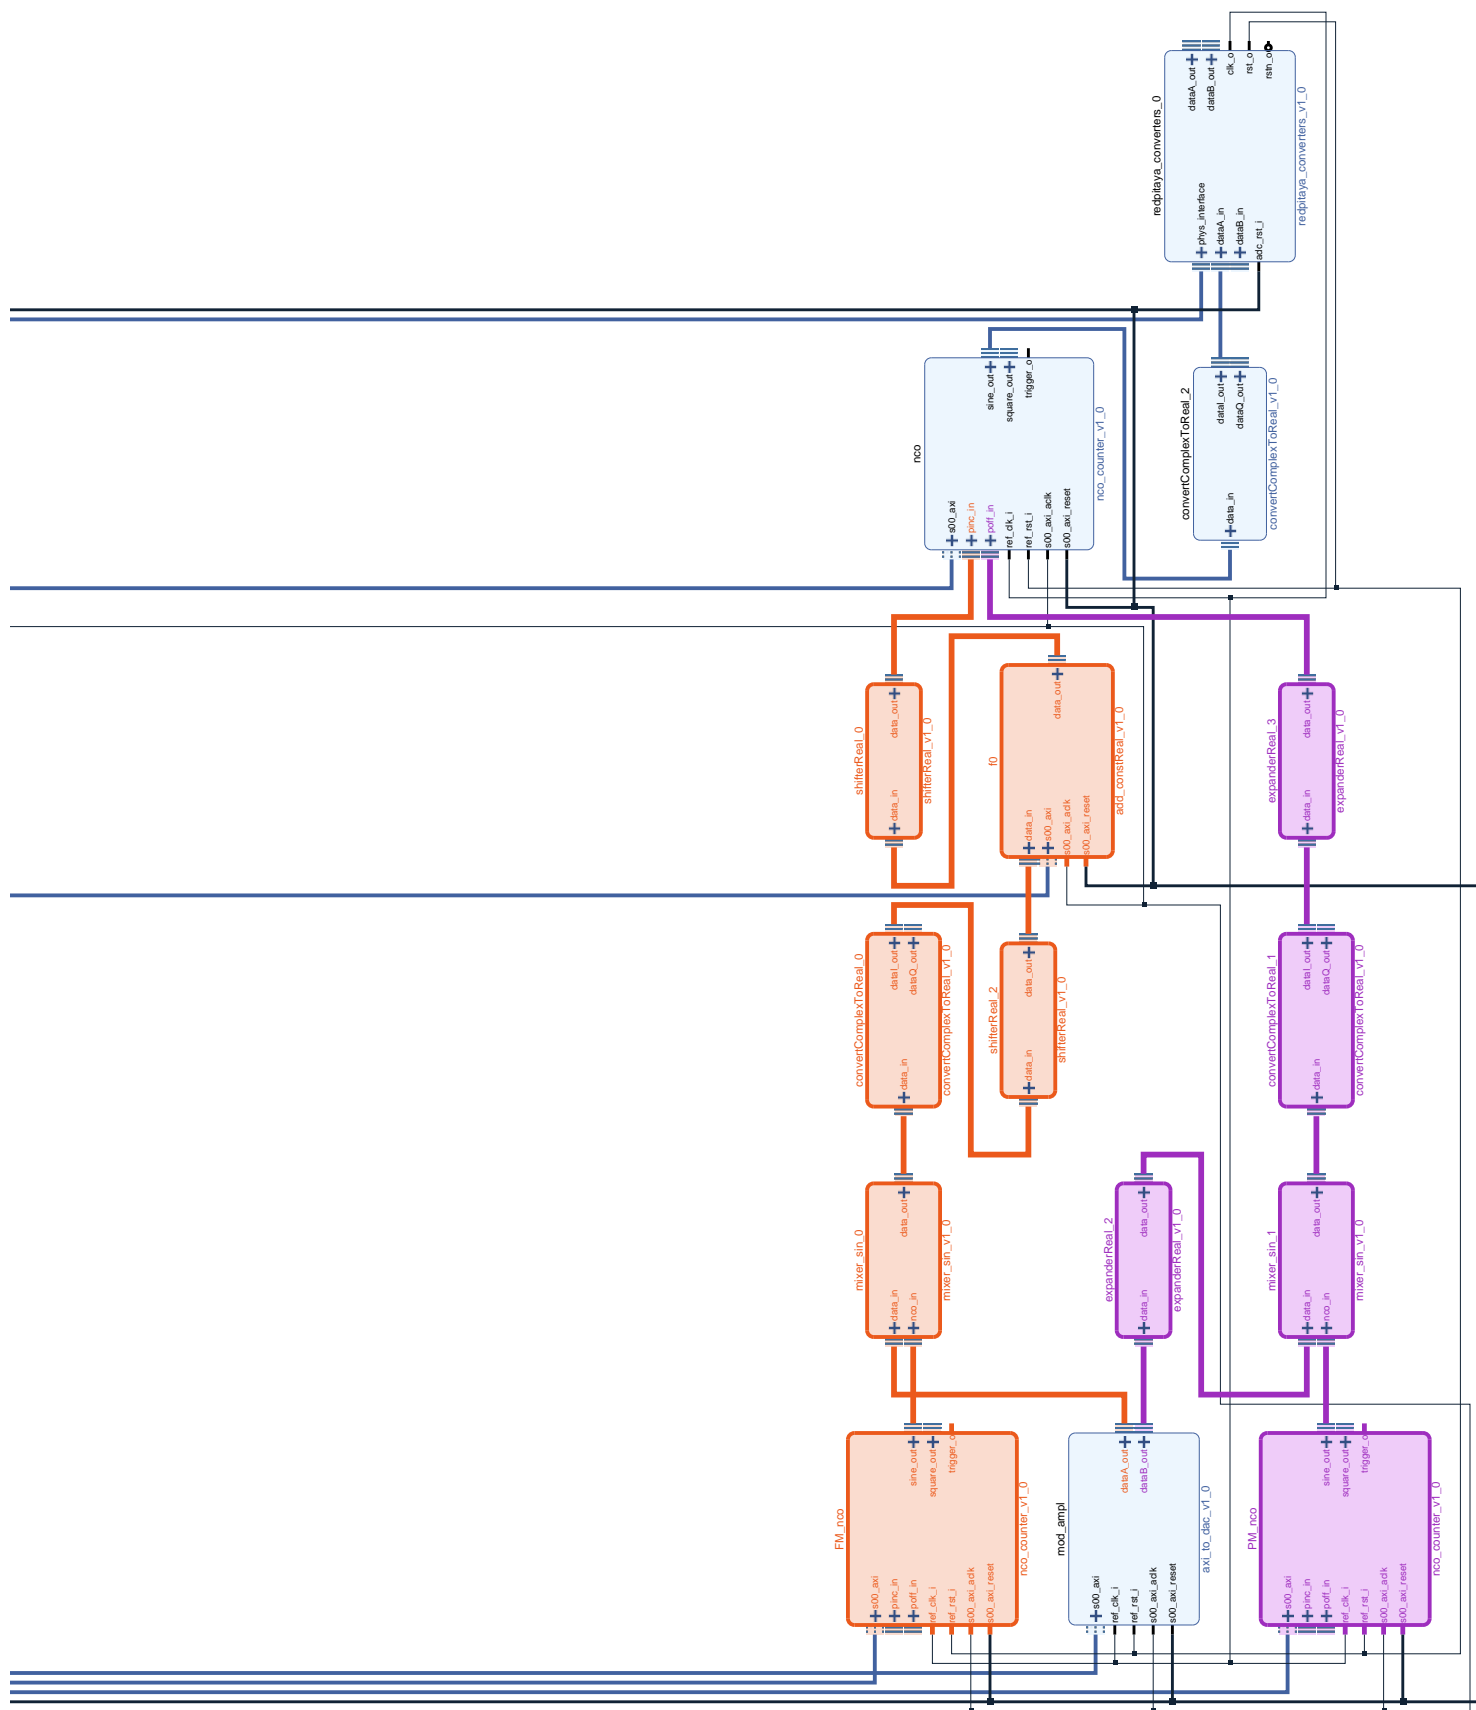 redpitaya_converters_0
dataA_out
dataB_out
clk_o
rst_o
rstn_o
phys_interface
dataA_in
dataB_in
adc_rst_i
redpitaya_converters_v1_0
nco
sine_out
square_out
trigger_o
s00_axi
pinc_in
poff_in
ref_clk_i
ref_rst_i
s00_axi_aclk
s00_axi_reset
nco_counter_v1_0
convertComplexToReal_2
dataI_out
dataQ_out
data_in
convertComplexToReal_v1_0
shifterReal_0
data_out
data_in
shifterReal_v1_0
f0
data_out
data_in
s00_axi
s00_axi_aclk
s00_axi_reset
add_constReal_v1_0
expanderReal_3
data_out
data_in
expanderReal_v1_0
convertComplexToReal_0
dataI_out
dataQ_out
data_in
convertComplexToReal_v1_0
shifterReal_2
data_out
data_in
shifterReal_v1_0
convertComplexToReal_1
dataI_out
dataQ_out
data_in
convertComplexToReal_v1_0
mixer_sin_0
data_out
data_in
nco_in
mixer_sin_v1_0
expanderReal_2
data_out
data_in
expanderReal_v1_0
mixer_sin_1
data_out
data_in
nco_in
mixer_sin_v1_0
FM_nco
sine_out
square_out
trigger_o
s00_axi
pinc_in
poff_in
ref_clk_i
ref_rst_i
s00_axi_aclk
s00_axi_reset
nco_counter_v1_0
mod_ampl
dataA_out
dataB_out
s00_axi
ref_clk_i
ref_rst_i
s00_axi_aclk
s00_axi_reset
axi_to_dac_v1_0
PM_nco
sine_out
square_out
trigger_o
s00_axi
pinc_in
poff_in
ref_clk_i
ref_rst_i
s00_axi_aclk
s00_axi_reset
nco_counter_v1_0